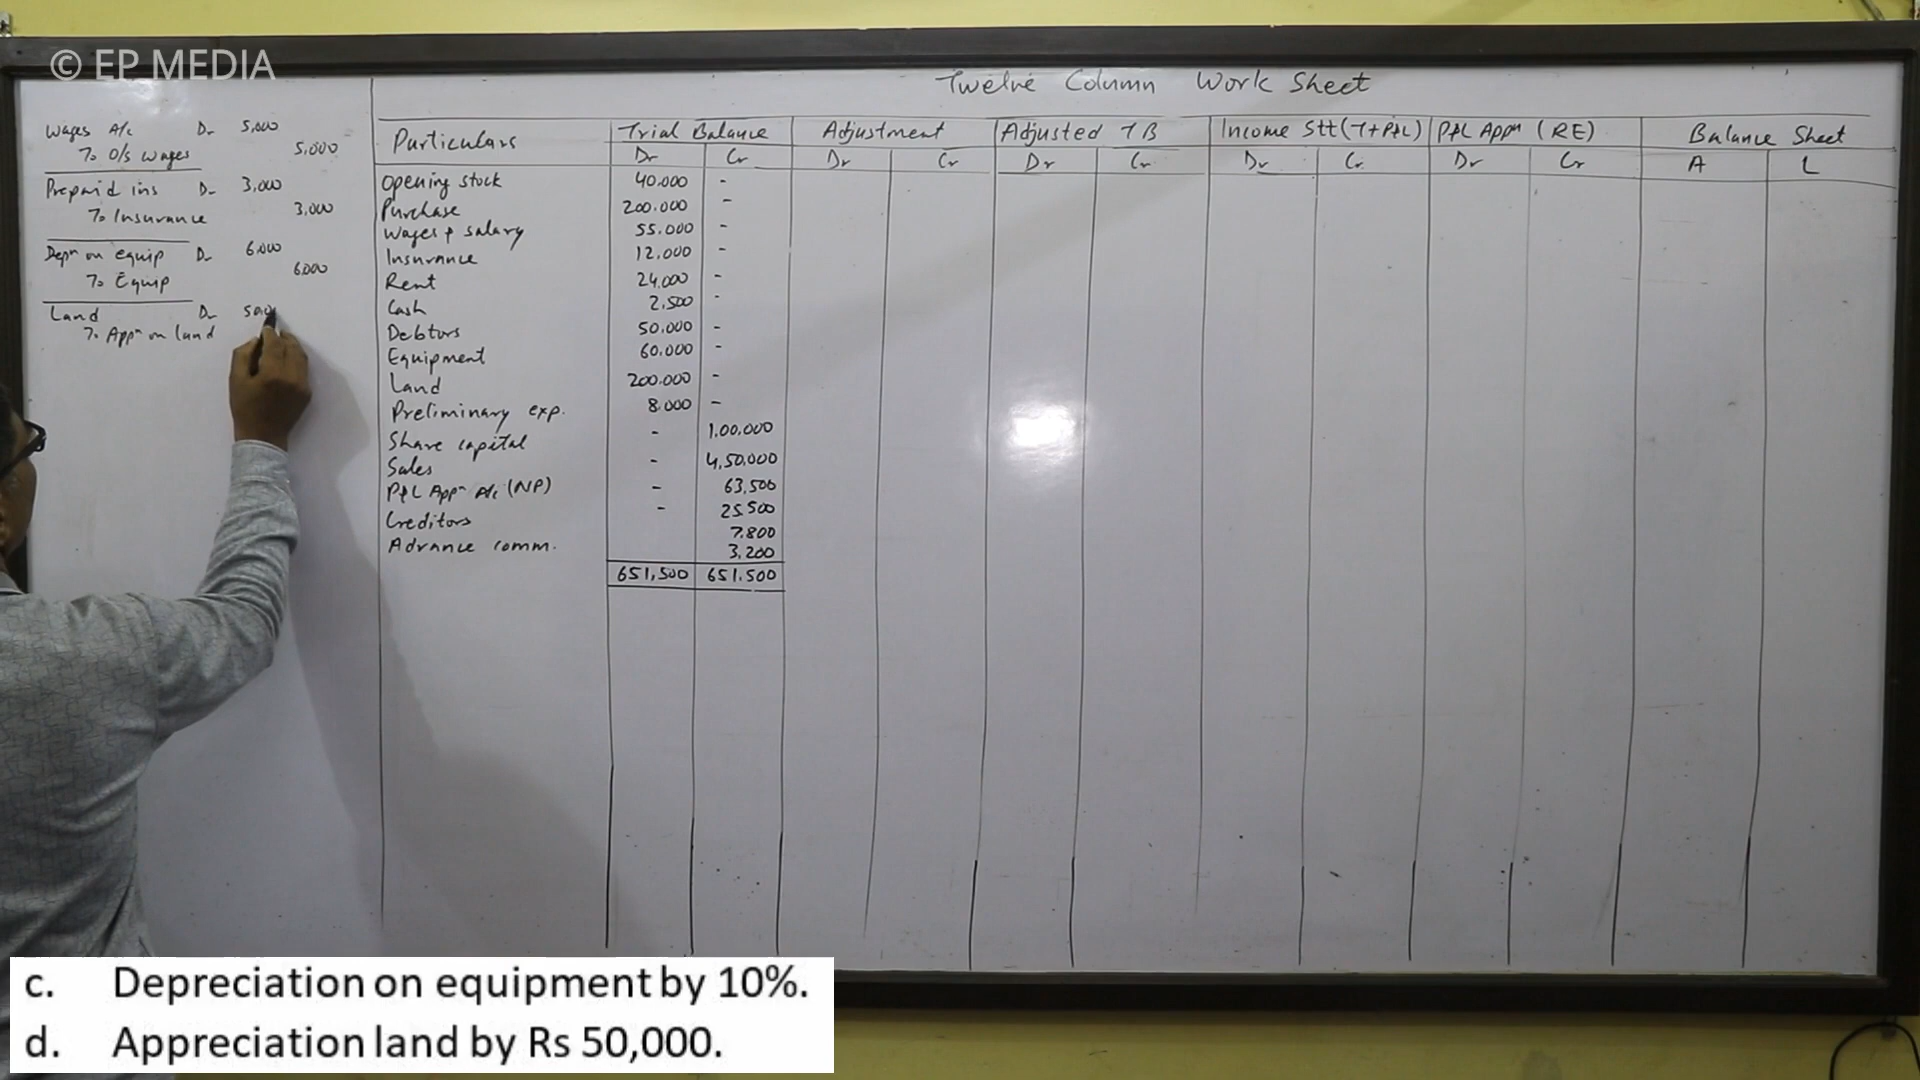 © EP MEDIA
Twelve Column Work Sheet
Wages A/c Dr 5,000
To O/s wages 5,000
Prepaid ins Dr 3,000
To Insurance 3,000
Depn on equip Dr 6,000
To Equip 6,000
Land Dr
To Appn on land
Particulars Trial Balance Adjustment Adjusted TB Income Stt (T+P&L) P&L Appn (RE) Balance Sheet
Dr Cr Dr Cr Dr Cr Dr Cr Dr Cr A L
Opening stock 40.000 -
Purchase 200.000 -
Wages & salary 55.000 -
Insurance 12,000 -
Rent 24,000 -
Cash 2,500 -
Debtors 50,000 -
Equipment 60,000 -
Land 200.000 -
Preliminary exp. 8.000 -
Share capital - 1,00,000
Sales - 4,50,000
P&L Appn A/c (NP) - 63,500
Creditors - 25500
Advance comm. 7.800
3,200
651,500 651.500
c. Depreciation on equipment by 10%.
d. Appreciation land by Rs 50,000.